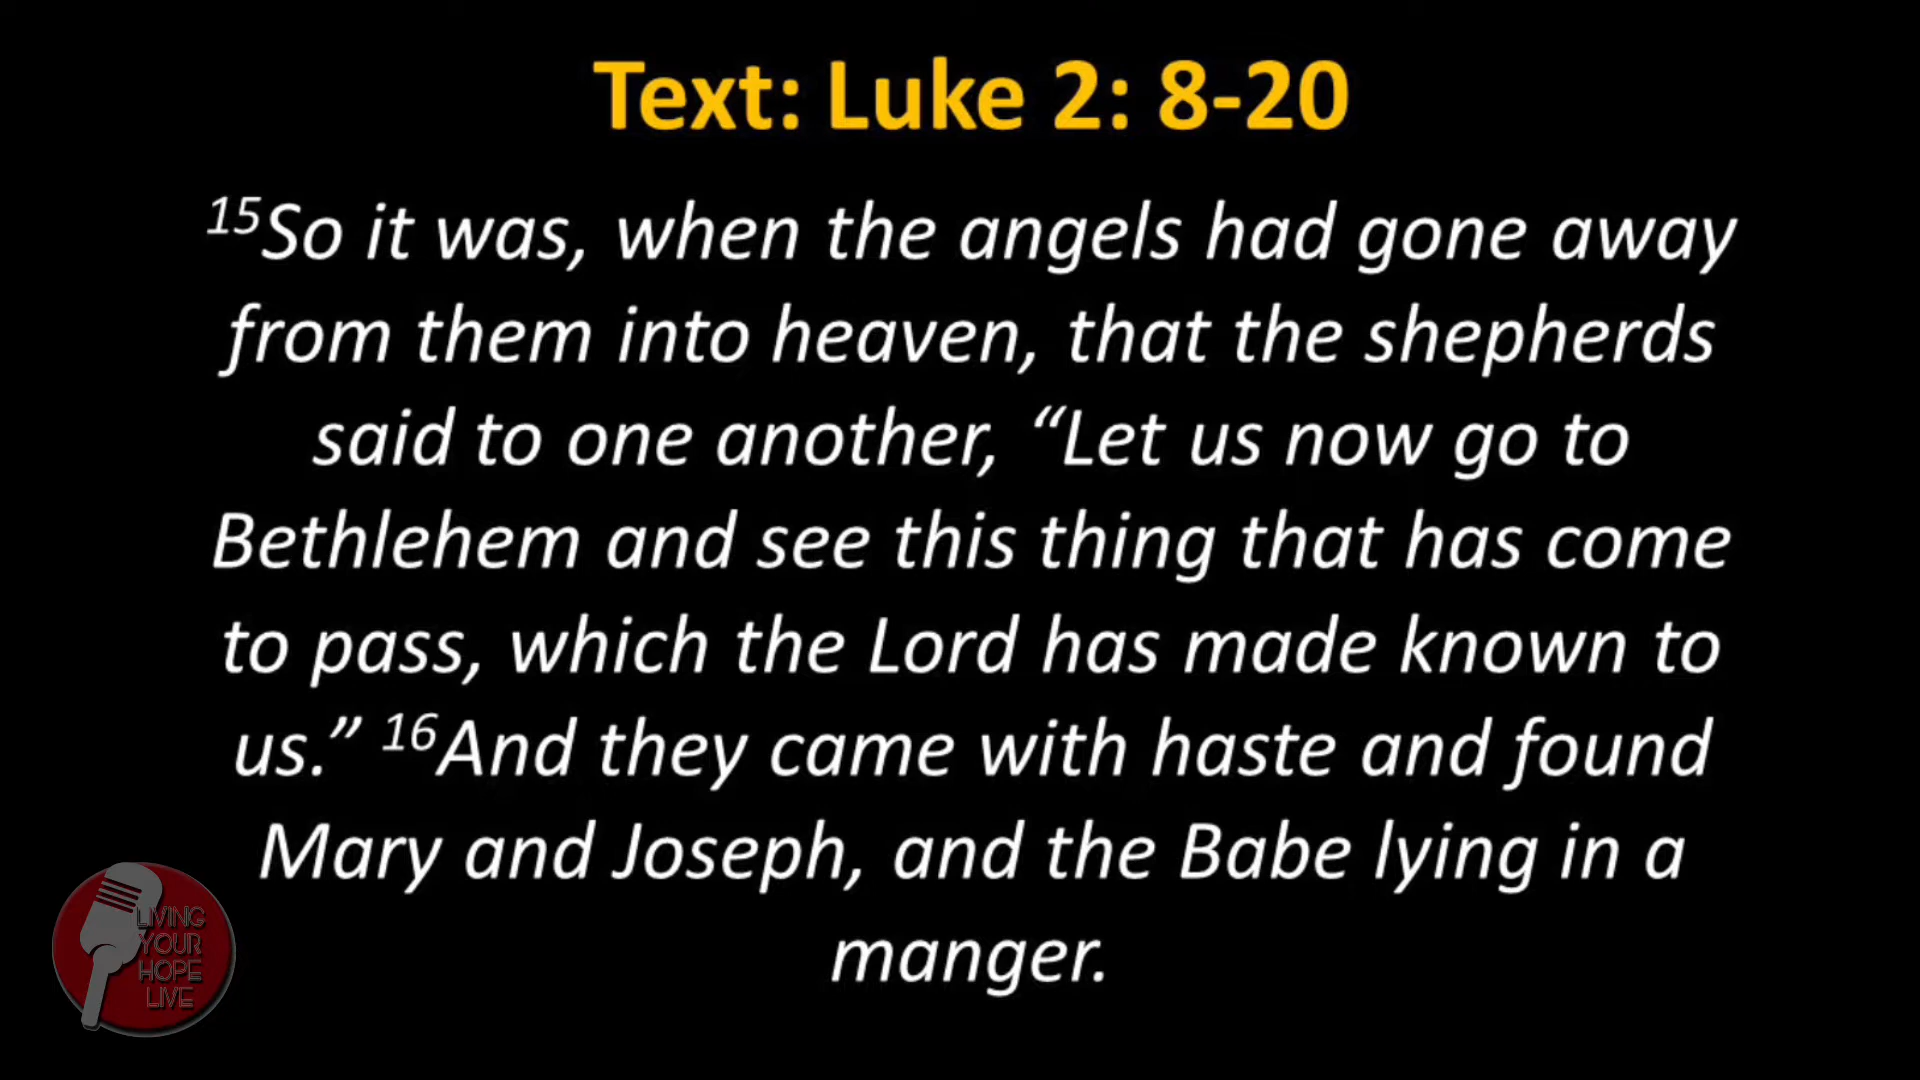 Text: Luke 2: 8-20
15So it was, when the angels had gone away
from them into heaven, that the shepherds
said to one another, “Let us now go to
Bethlehem and see this thing that has come
to pass, which the Lord has made known to
us.” 16And they came with haste and found
Mary and Joseph, and the Babe lying in a
manger.
LIVING
YOUR
HOPE
LIVE